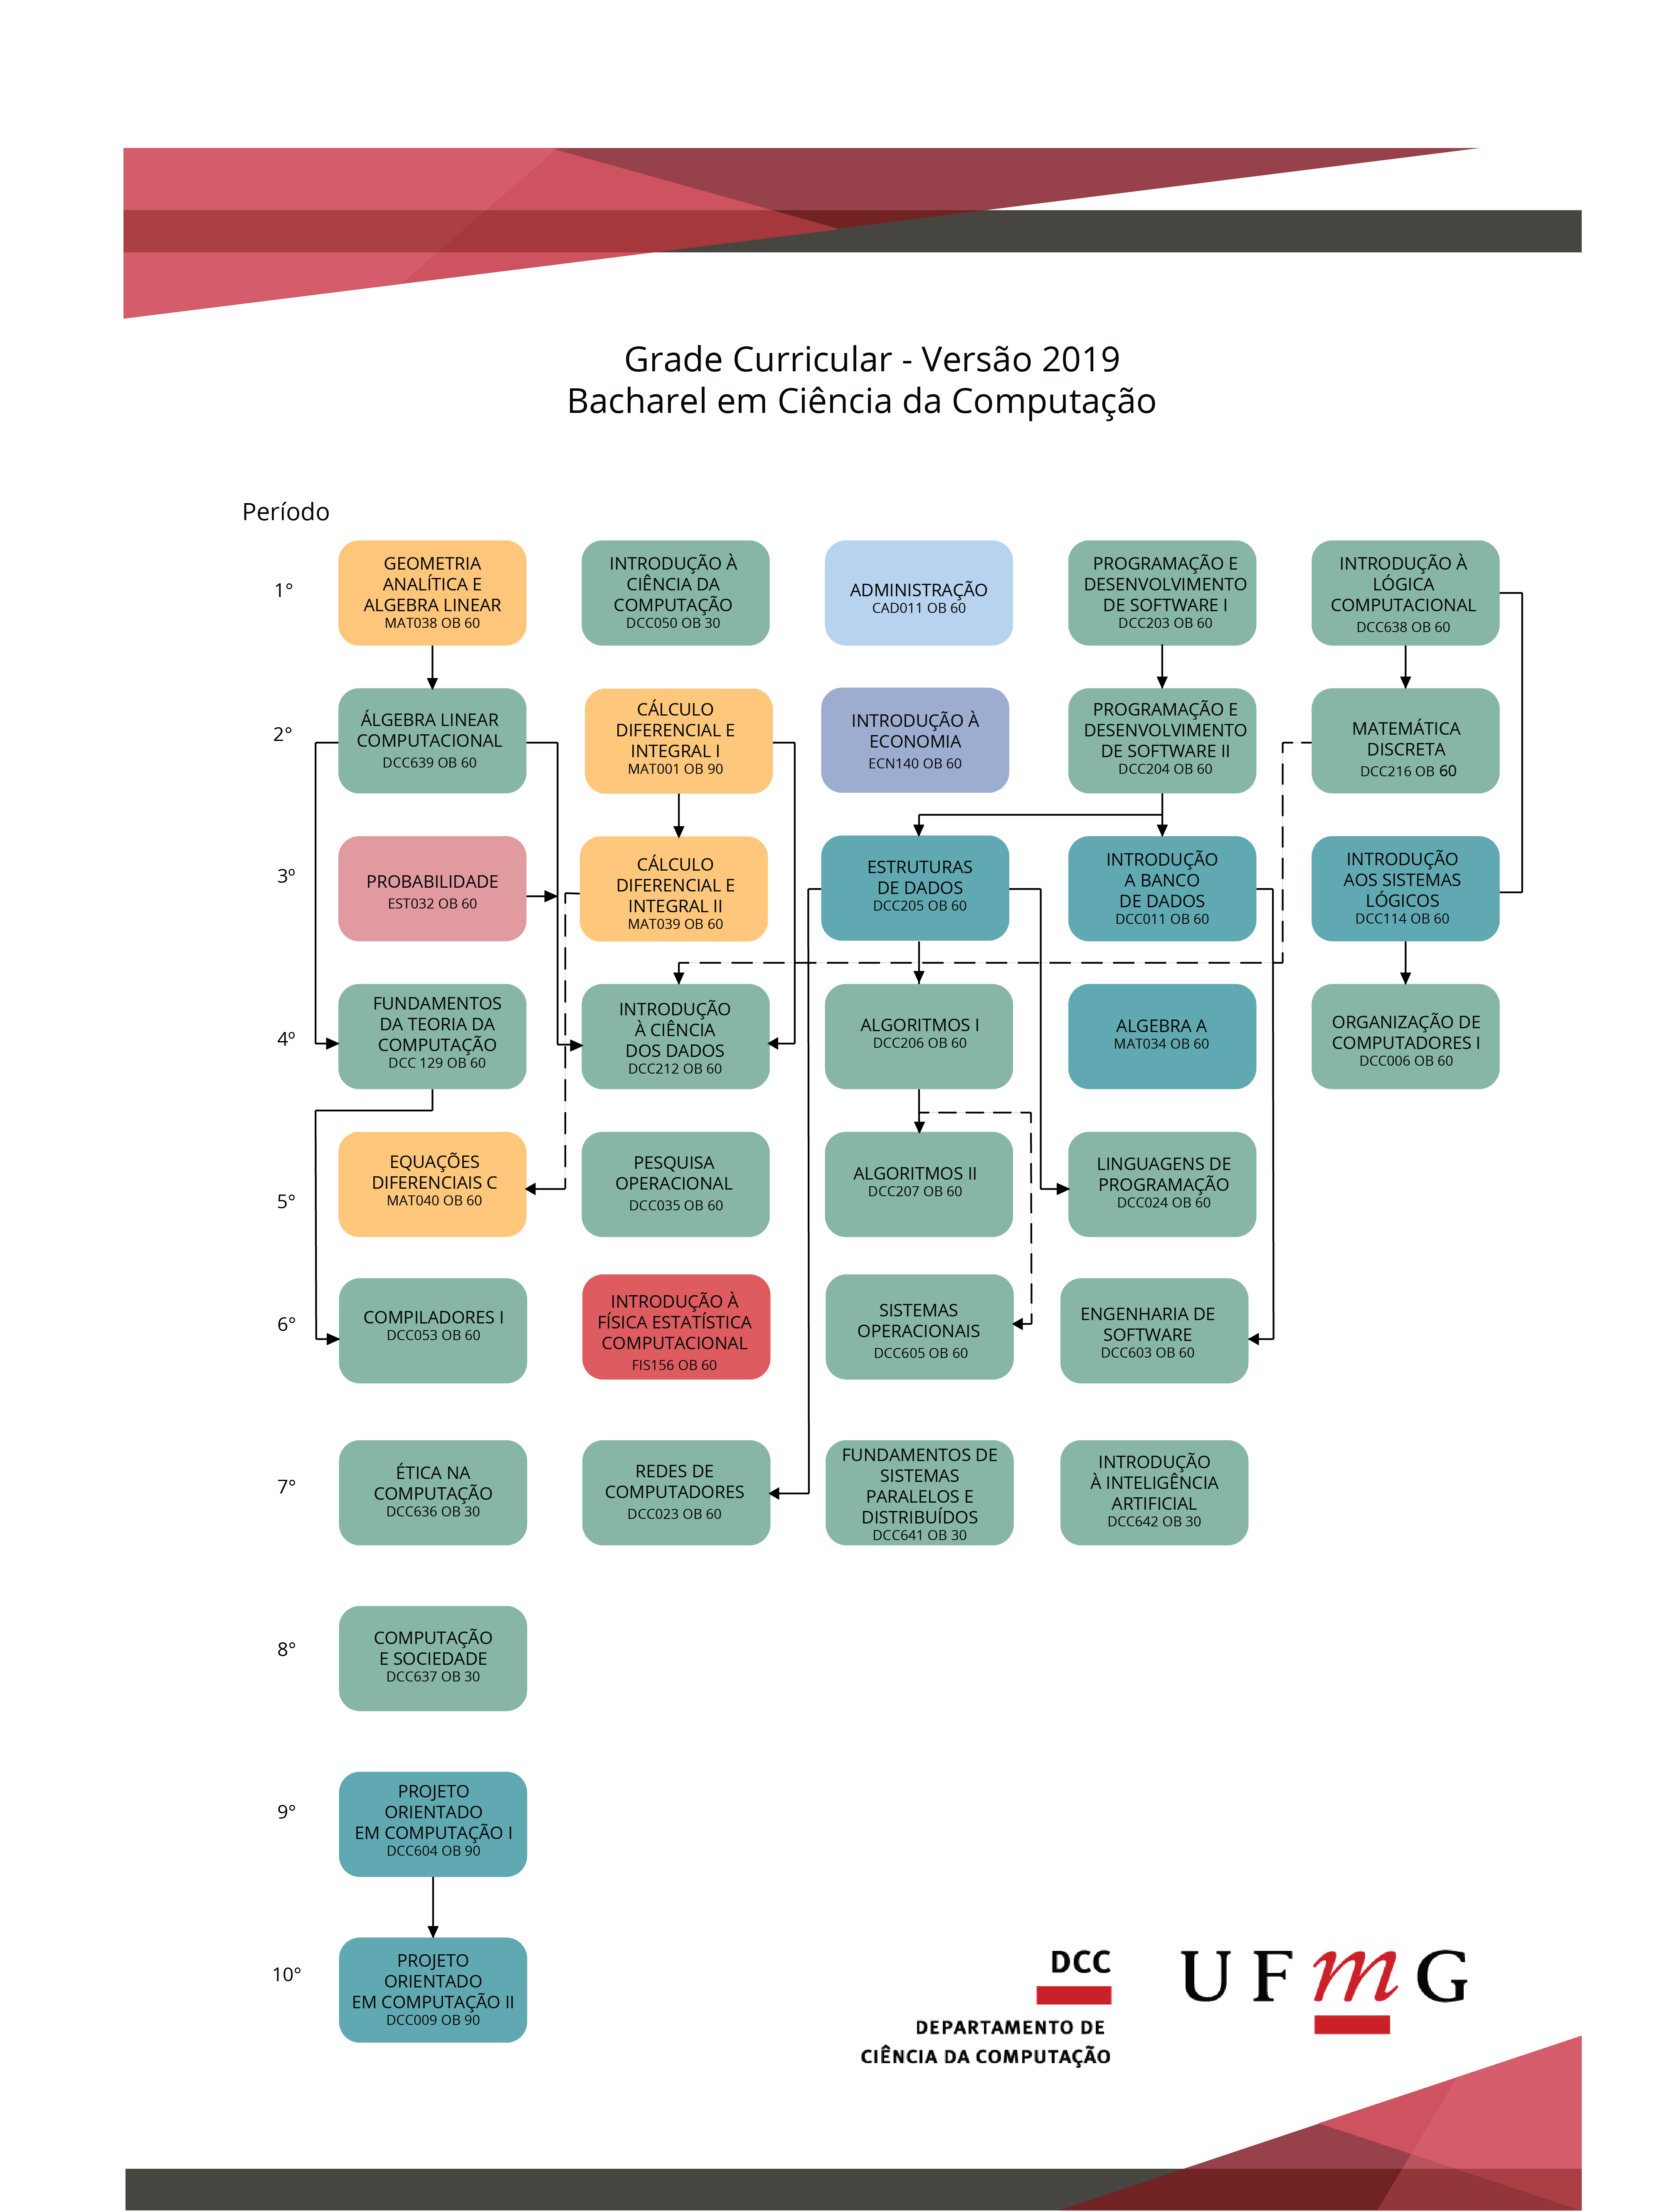 Grade Curricular - Versão 2019
Bacharel em Ciência da Computação
Período
1°
GEOMETRIA
ANALÍTICA E
ALGEBRA LINEAR
MAT038 OB 60
INTRODUÇÃO À
CIÊNCIA DA
COMPUTAÇÃO
DCC050 OB 30
ADMINISTRAÇÃO
CAD011 OB 60
PROGRAMAÇÃO E
DESENVOLVIMENTO
DE SOFTWARE I
DCC203 OB 60
INTRODUÇÃO À
LÓGICA
COMPUTACIONAL
DCC638 OB 60
2°
ÁLGEBRA LINEAR
COMPUTACIONAL
DCC639 OB 60
CÁLCULO
DIFERENCIAL E
INTEGRAL I
MAT001 OB 90
INTRODUÇÃO À
ECONOMIA
ECN140 OB 60
PROGRAMAÇÃO E
DESENVOLVIMENTO
DE SOFTWARE II
DCC204 OB 60
MATEMÁTICA
DISCRETA
DCC216 OB 60
3º
PROBABILIDADE
EST032 OB 60
CÁLCULO
DIFERENCIAL E
INTEGRAL II
MAT039 OB 60
ESTRUTURAS
DE DADOS
DCC205 OB 60
INTRODUÇÃO
A BANCO
DE DADOS
DCC011 OB 60
INTRODUÇÃO
AOS SISTEMAS
LÓGICOS
DCC114 OB 60
4º
FUNDAMENTOS
DA TEORIA DA
COMPUTAÇÃO
DCC 129 OB 60
INTRODUÇÃO
À CIÊNCIA
DOS DADOS
DCC212 OB 60
ALGORITMOS I
DCC206 OB 60
ALGEBRA A
MAT034 OB 60
ORGANIZAÇÃO DE
COMPUTADORES I
DCC006 OB 60
5°
EQUAÇÕES
DIFERENCIAIS C
MAT040 OB 60
PESQUISA
OPERACIONAL
DCC035 OB 60
ALGORITMOS II
DCC207 OB 60
LINGUAGENS DE
PROGRAMAÇÃO
DCC024 OB 60
6°
COMPILADORES I
DCC053 OB 60
INTRODUÇÃO À
FÍSICA ESTATÍSTICA
COMPUTACIONAL
FIS156 OB 60
SISTEMAS
OPERACIONAIS
DCC605 OB 60
ENGENHARIA DE
SOFTWARE
DCC603 OB 60
7°
ÉTICA NA
COMPUTAÇÃO
DCC636 OB 30
REDES DE
COMPUTADORES
DCC023 OB 60
FUNDAMENTOS DE
SISTEMAS
PARALELOS E
DISTRIBUÍDOS
DCC641 OB 30
INTRODUÇÃO
À INTELIGÊNCIA
ARTIFICIAL
DCC642 OB 30
8°
COMPUTAÇÃO
E SOCIEDADE
DCC637 OB 30
9°
PROJETO
ORIENTADO
EM COMPUTAÇÃO I
DCC604 OB 90
10°
PROJETO
ORIENTADO
EM COMPUTAÇÃO II
DCC009 OB 90
DCC
DEPARTAMENTO DE
CIÊNCIA DA COMPUTAÇÃO
UFmG